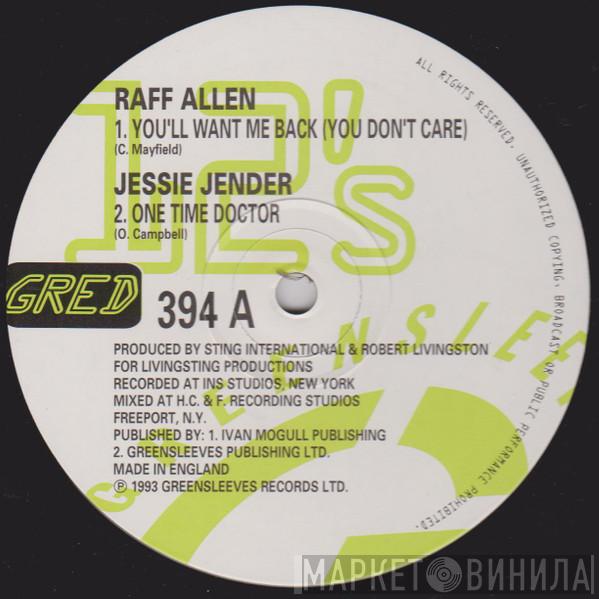 12's
RAFF ALLEN
1. YOU'LL WANT ME BACK (YOU DON'T CARE)
(C. Mayfield)
JESSIE JENDER
2. ONE TIME DOCTOR
(O. Campbell)
GRED
394 A
PRODUCED BY STING INTERNATIONAL & ROBERT LIVINGSTON
FOR LIVINGSTING PRODUCTIONS
RECORDED AT INS STUDIOS, NEW YORK
MIXED AT H.C. & F. RECORDING STUDIOS
FREEPORT, N.Y.
PUBLISHED BY: 1. IVAN MOGULL PUBLISHING
2. GREENSLEEVES PUBLISHING LTD.
MADE IN ENGLAND
℗ 1993 GREENSLEEVES RECORDS LTD.
ALL RIGHTS RESERVED. UNAUTHORIZED COPYING, BROADCAST OR PUBLIC PERFORMANCE PROHIBITED.
GREENSLEE
МАРКЕТ ВИНИЛА